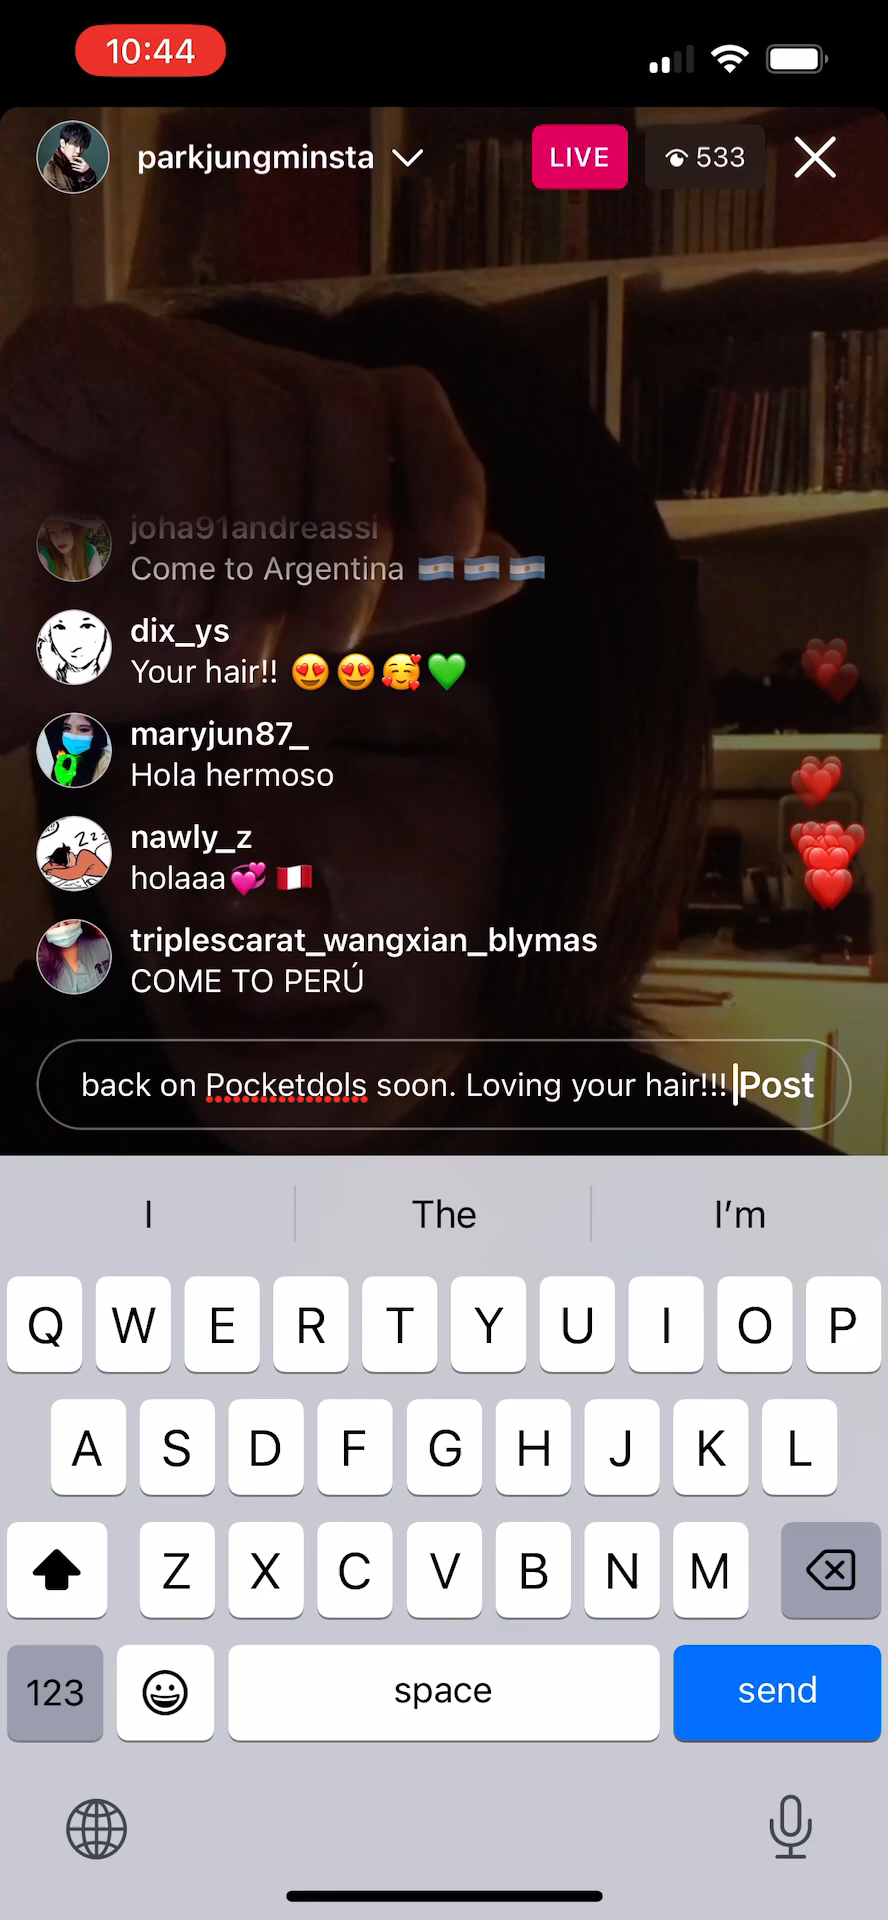 10:44
parkjungminsta LIVE 533
joha91andreassi
Come to Argentina 🇦🇷 🇦🇷 🇦🇷
dix_ys
Your hair!! 😍 😍 🥰 💚
maryjun87_
Hola hermoso
nawly_z
holaaa💞 🇵🇪
triplescarat_wangxian_blymas
COME TO PERÚ
back on Pocketdols soon. Loving your hair!!! Post
I The I’m
Q W E R T Y U I O P
A S D F G H J K L
Z X C V B N M
123 space send